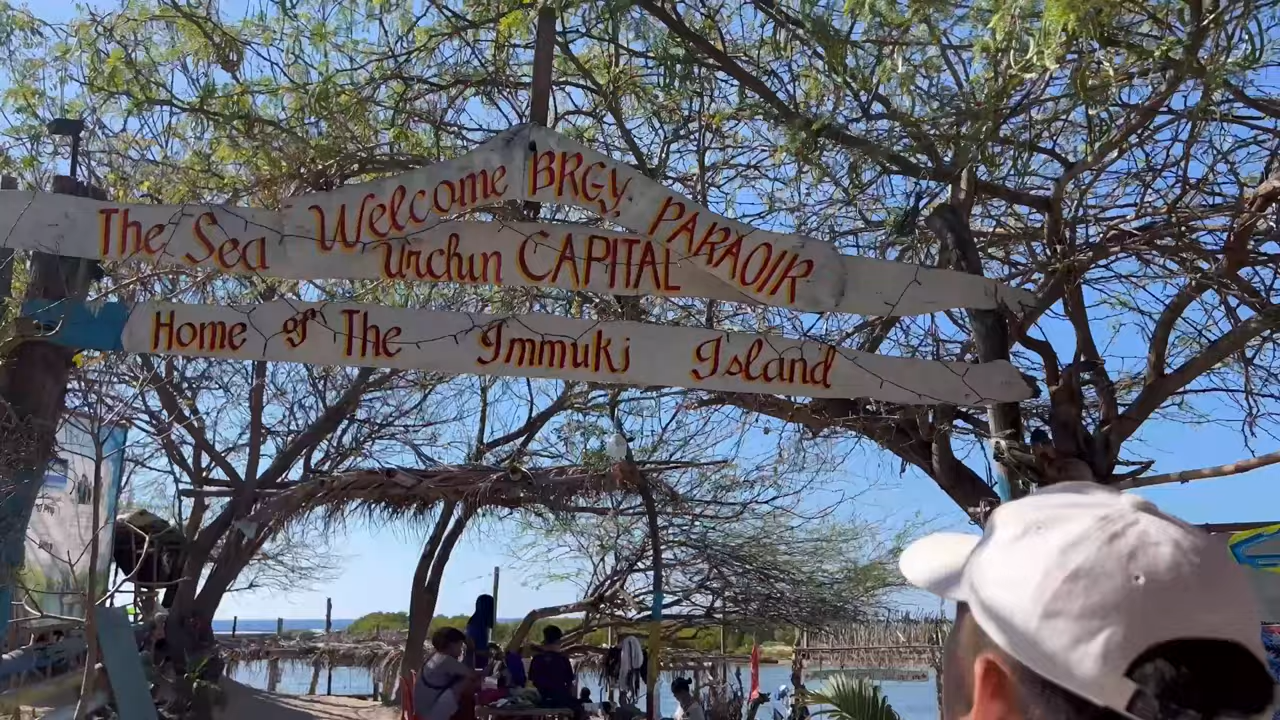 Welcome BRGY. PARAOIR
The Sea Urchin CAPITAL
Home of The Immuki Island